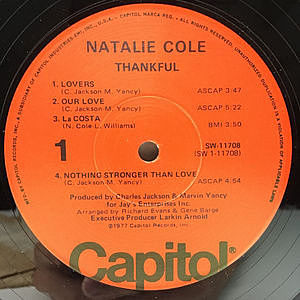 NATALIE COLE
THANKFUL
1. LOVERS
(C. Jackson M. Yancy) ASCAP 3:47
2. OUR LOVE
(C. Jackson M. Yancy) ASCAP 5:22
3. La COSTA
(N. Cole-L. Williams) BMI 3:50
1
SW-11708
(SW 1-11708)
4. NOTHING STRONGER THAN LOVE
(C. Jackson M. Yancy) ASCAP 4:54
Produced by Charles Jackson & Marvin Yancy
for Jay's Enterprises Inc.
Arranged by Richard Evans & Gene Barge
Executive Producer Larkin Arnold
©1977 Capitol Records, Inc.
Capitol®